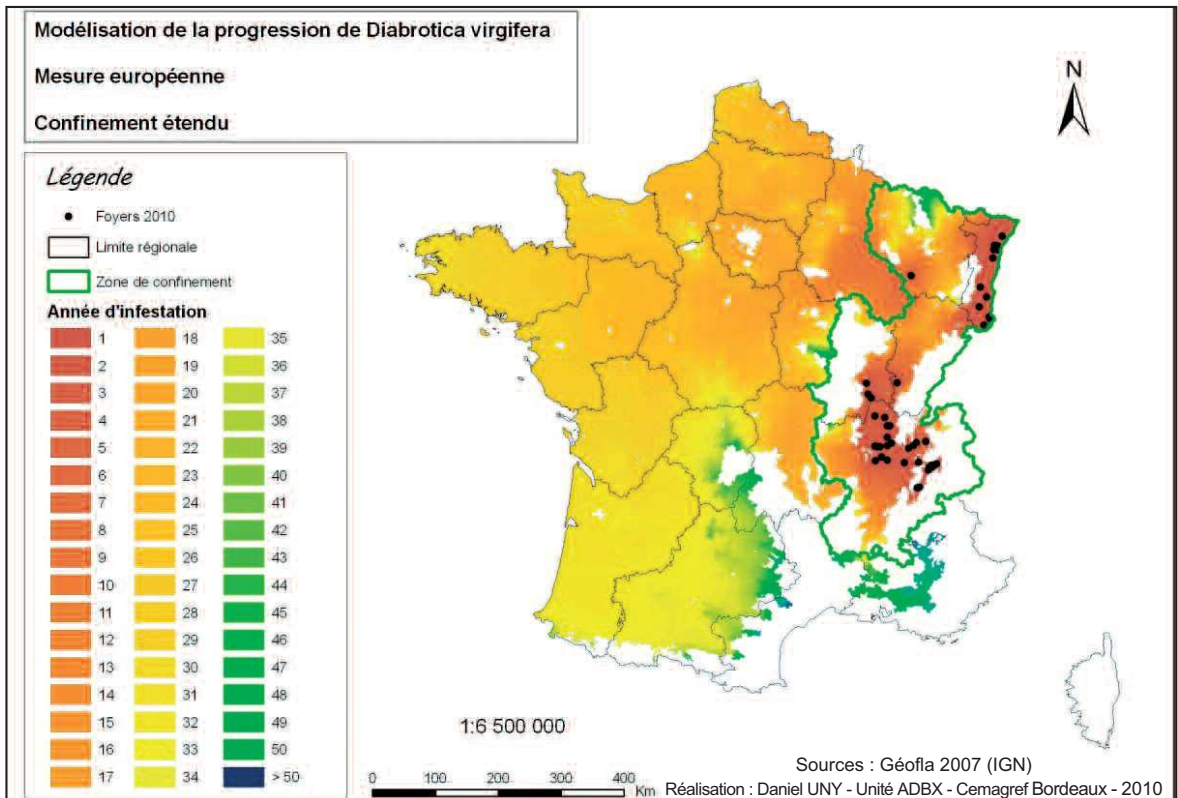 Modélisation de la progression de Diabrotica virgifera
Mesure européenne
Confinement étendu
N
Légende
Foyers 2010
Limite régionale
Zone de confinement
Année d'infestation
1 18 35
2 19 36
3 20 37
4 21 38
5 22 39
6 23 40
7 24 41
8 25 42
9 26 43
10 27 44
11 28 45
12 29 46
13 30 47
14 31 48
15 32 49
16 33 50
17 34 > 50
1:6 500 000
0 100 200 300 400 Km
Sources : Géofla 2007 (IGN)
Réalisation : Daniel UNY - Unité ADBX - Cemagref Bordeaux - 2010